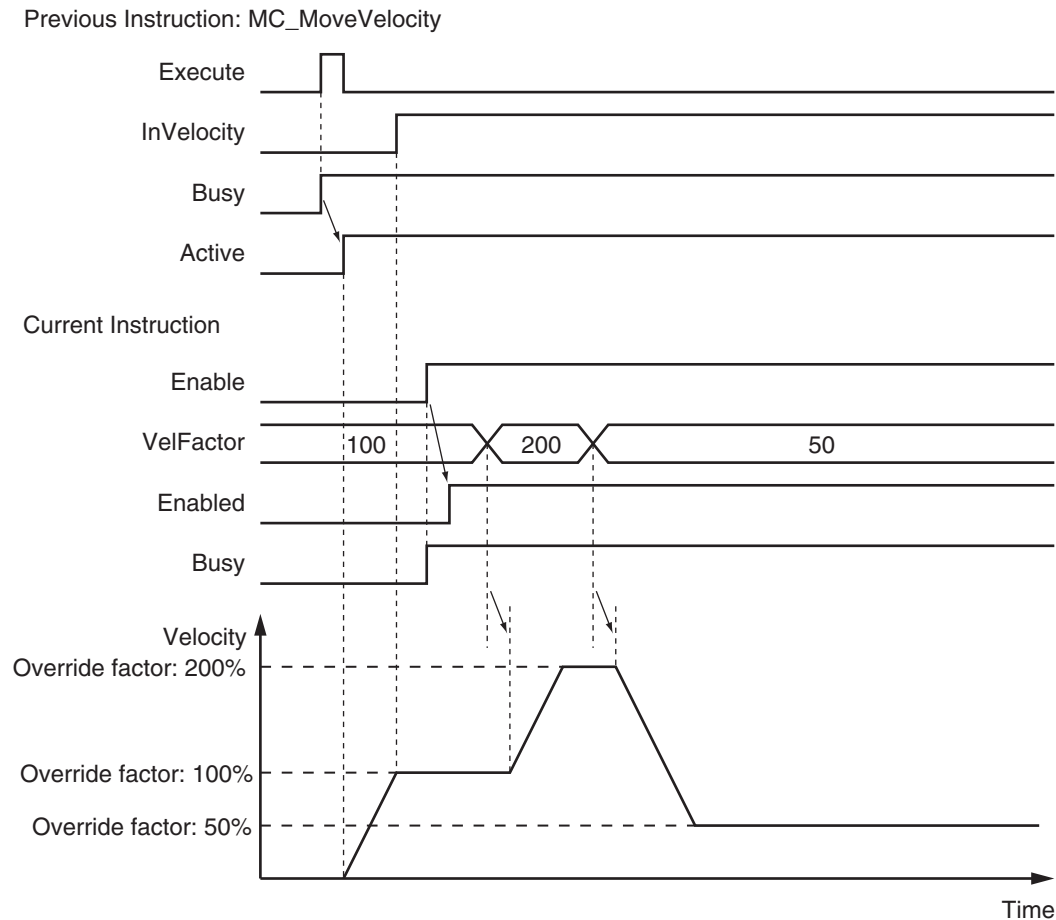 Previous Instruction: MC_MoveVelocity
Execute
InVelocity
Busy
Active
Current Instruction
Enable
VelFactor 100 200 50
Enabled
Busy
Velocity
Override factor: 200%
Override factor: 100%
Override factor: 50%
Time